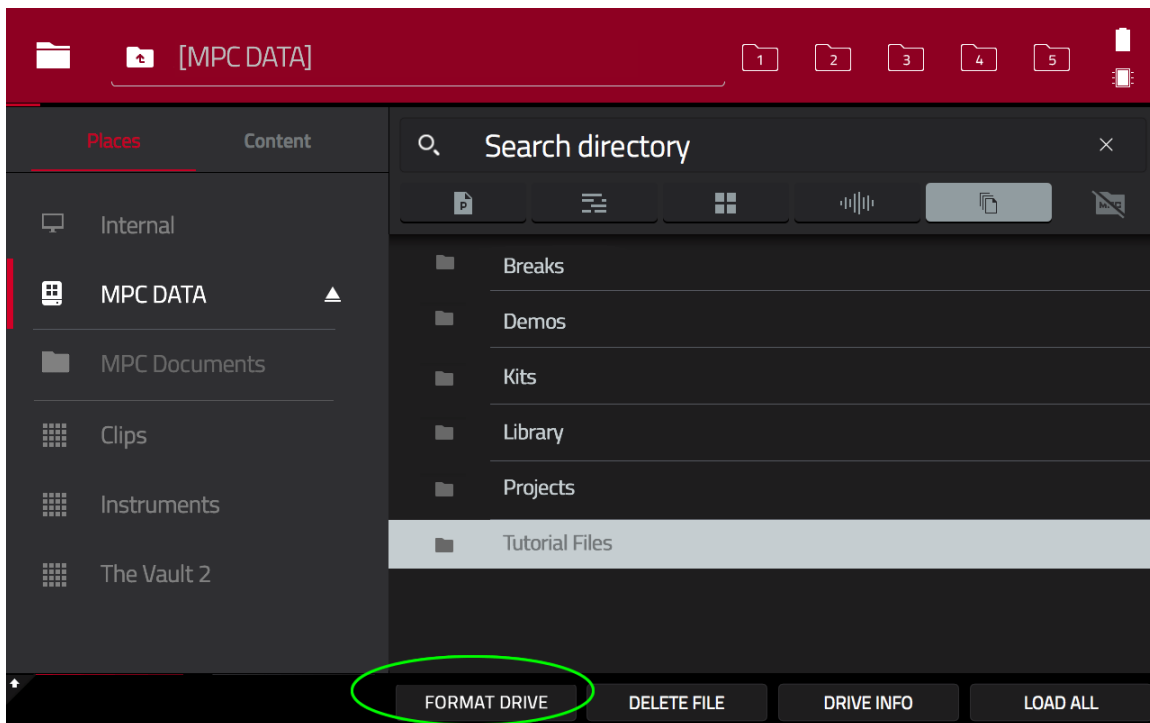 [MPC DATA]
1 2 3 4 5
Places Content
Search directory
P
Internal
MPC DATA
MPC Documents
Clips
Instruments
The Vault 2
Breaks
Demos
Kits
Library
Projects
Tutorial Files
FORMAT DRIVE DELETE FILE DRIVE INFO LOAD ALL